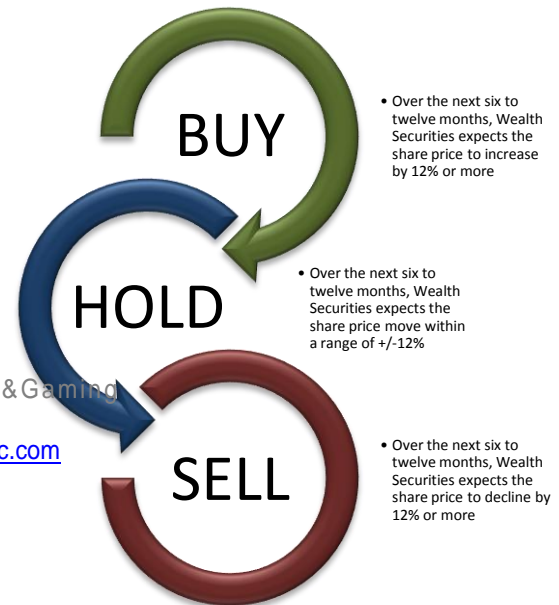 BUY
• Over the next six to
twelve months, Wealth
Securities expects the
share price to increase
by 12% or more
HOLD
• Over the next six to
twelve months, Wealth
Securities expects the
share price move within
a range of +/-12%
&Gaming
c.com
SELL
• Over the next six to
twelve months, Wealth
Securities expects the
share price to decline by
12% or more